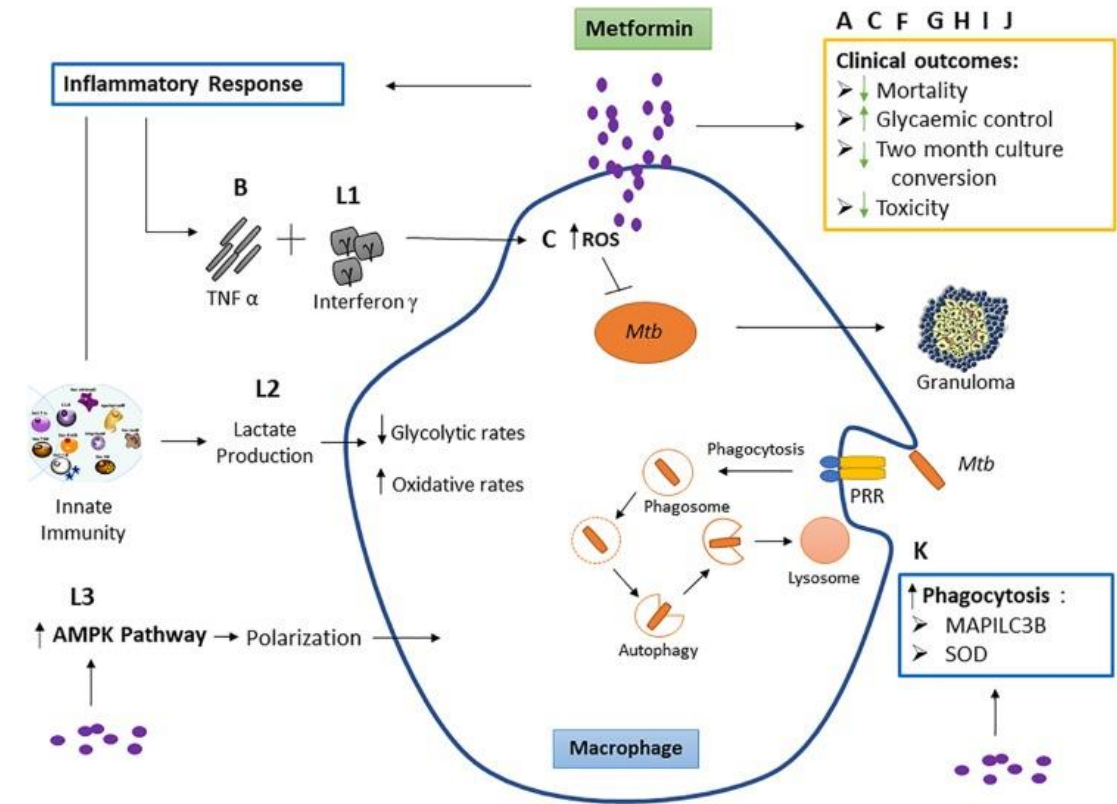 Metformin
A C F G H I J
Clinical outcomes:
➢ ↓ Mortality
➢ ↑ Glycaemic control
➢ ↓ Two month culture
conversion
➢ ↓ Toxicity
Inflammatory Response
B
L1
TNF α
+
γ
γ
γ
Interferon γ
C ↑ ROS
Mtb
Granuloma
L2
Lactate
Production
↓ Glycolytic rates
↑ Oxidative rates
Innate
Immunity
Phagocytosis
Phagosome
PRR
Mtb
Lysosome
Autophagy
K
↑ Phagocytosis :
➢ MAPILC3B
➢ SOD
L3
↑ AMPK Pathway
Polarization
Macrophage